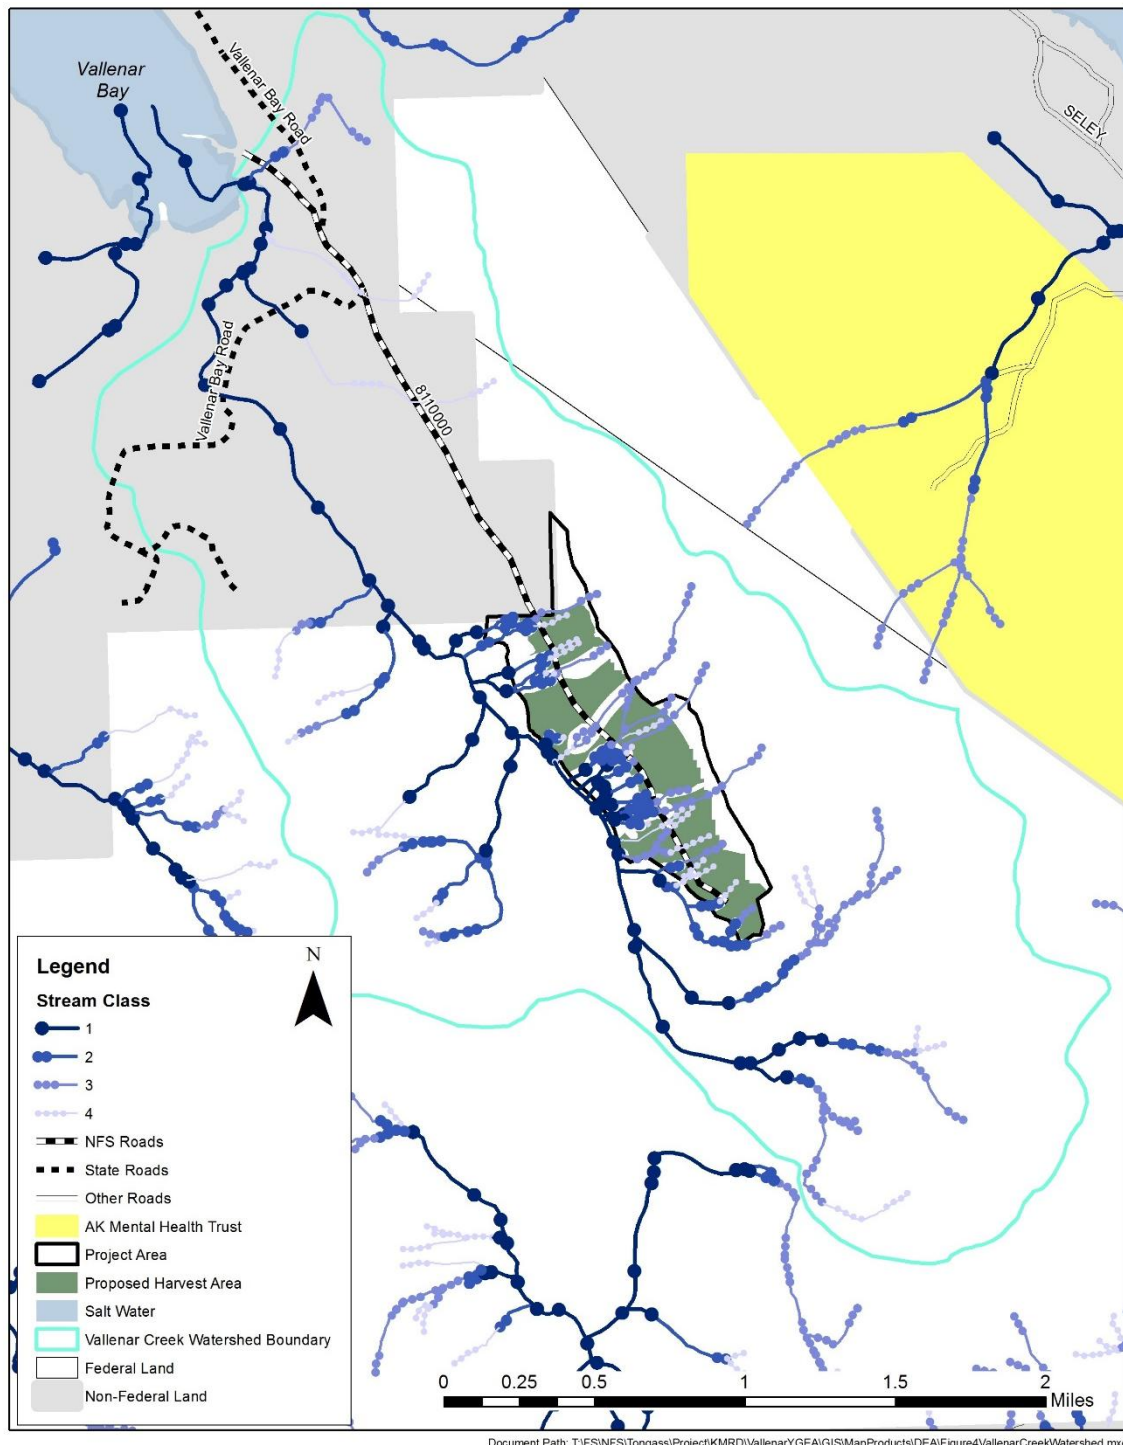 Vallenar
Bay
Vallenar Bay Road
SELEY
Vallenar Bay Road
8110000
Legend
N
Stream Class
1
2
3
4
NFS Roads
State Roads
Other Roads
AK Mental Health Trust
Project Area
Proposed Harvest Area
Salt Water
Vallenar Creek Watershed Boundary
Federal Land
Non-Federal Land
0 0.25 0.5 1 1.5 2
Miles